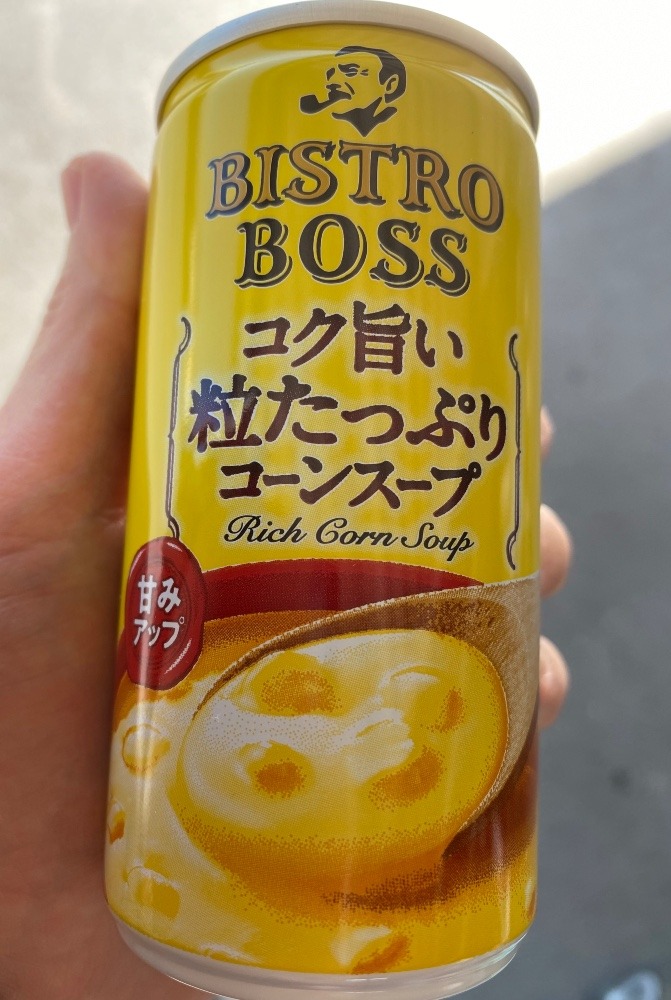 BISTRO
BOSS
コク旨い
粒たっぷり
コーンスープ
Rich Corn Soup
甘み
アップ